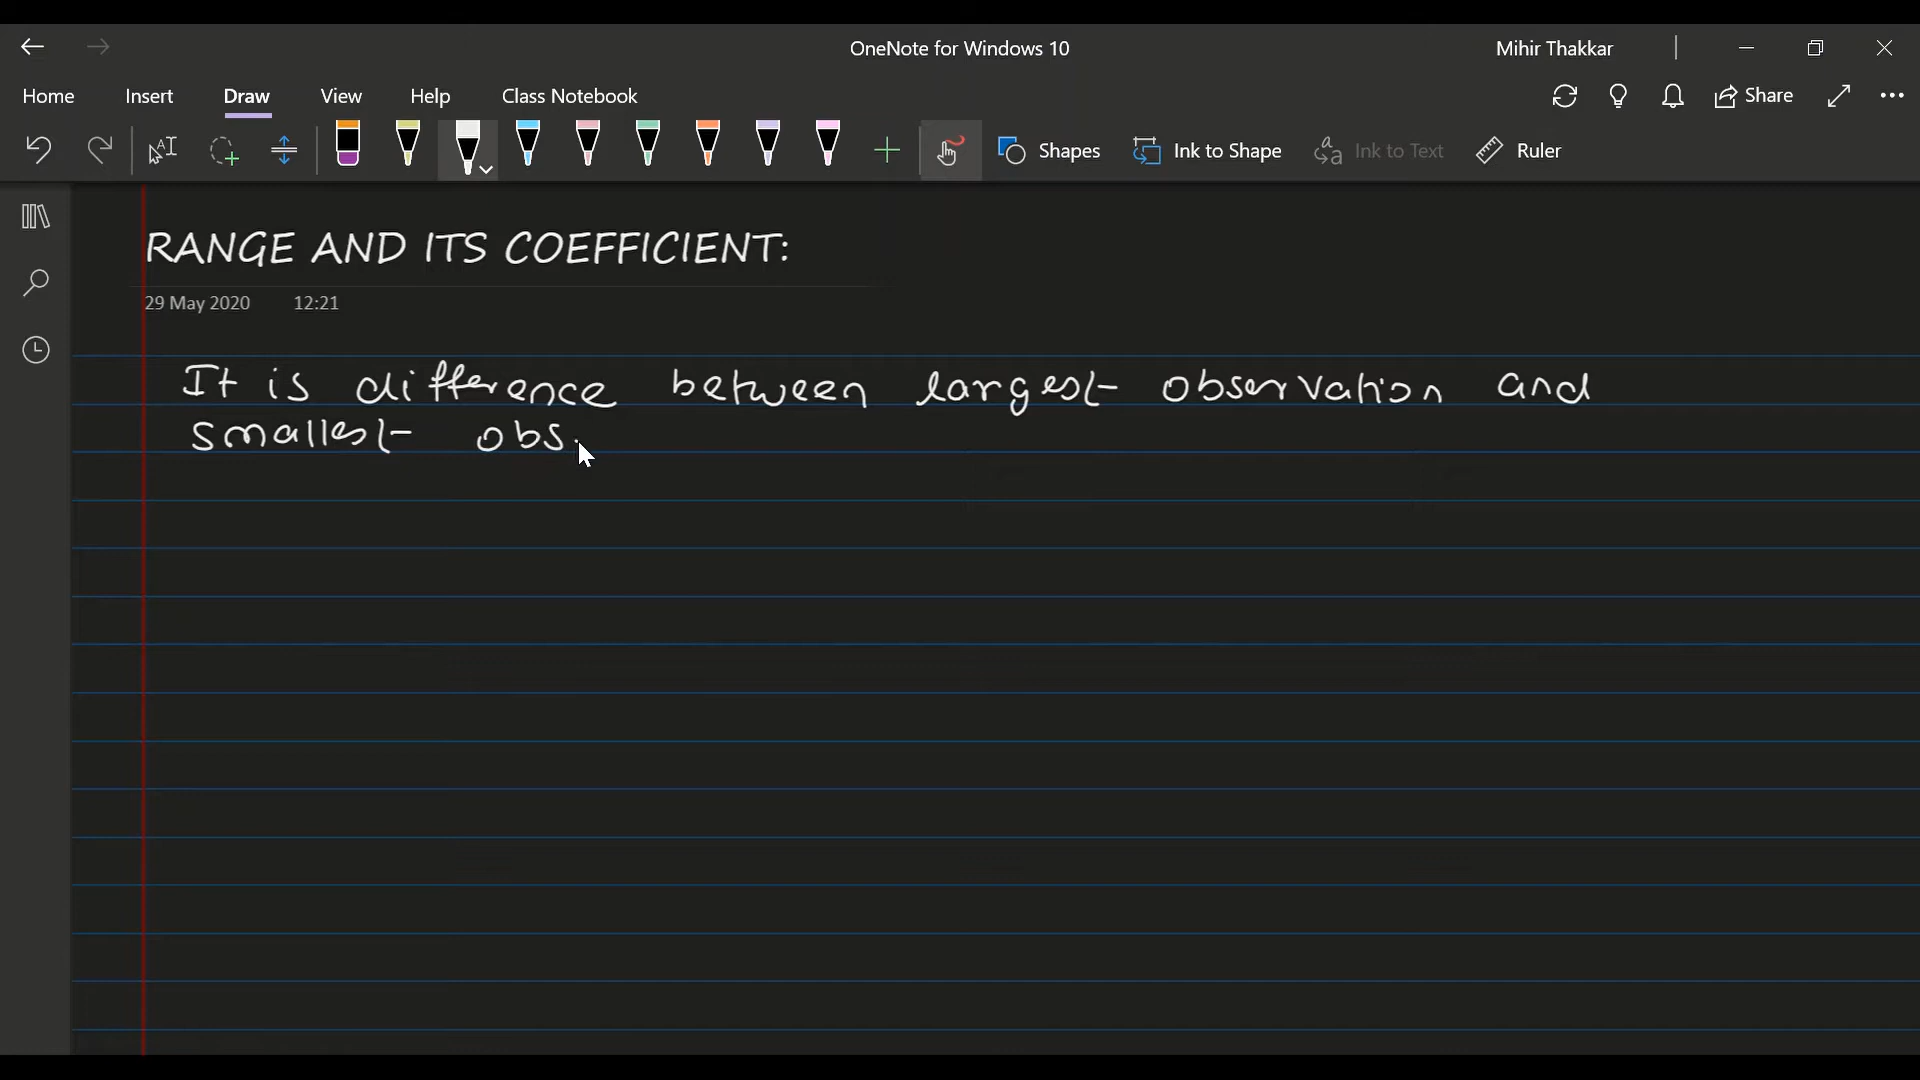 OneNote for Windows 10
Mihir Thakkar
Home Insert Draw View Help Class Notebook
Share
Shapes Ink to Shape Ink to Text Ruler
RANGE AND ITS COEFFICIENT:
29 May 2020 12:21
It is difference between largest observation and
smallest obs.